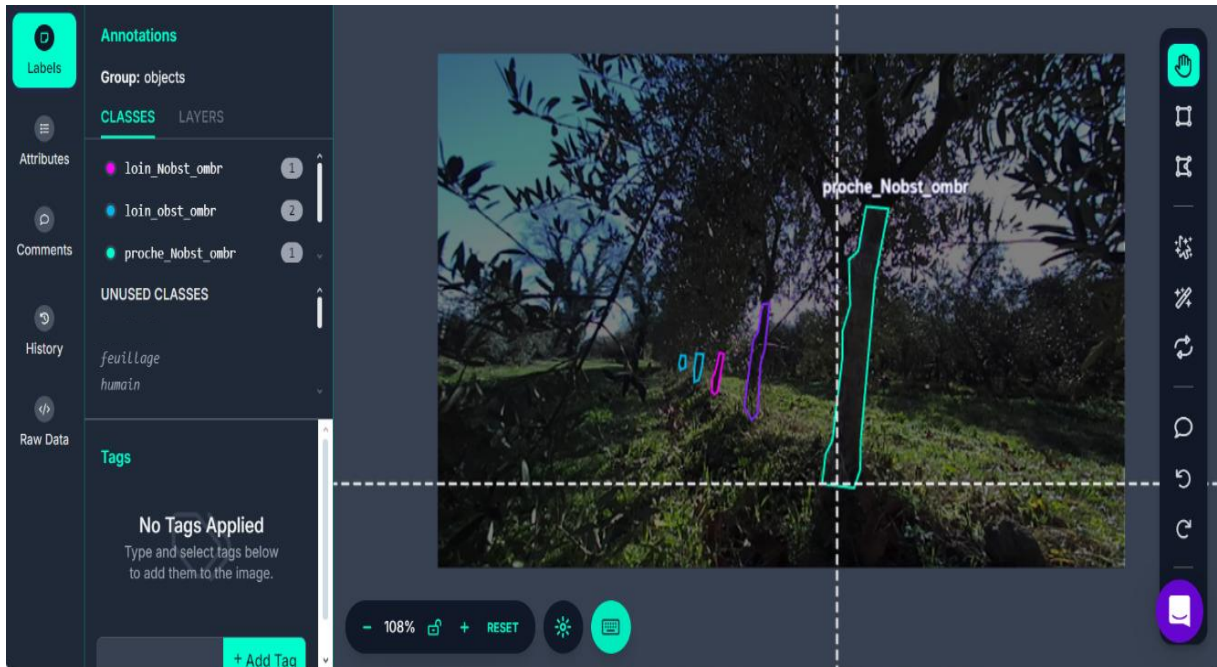 Labels
Attributes
Comments
History
Raw Data
Annotations
Group: objects
CLASSES LAYERS
loin_Nobst_ombr 1
loin_obst_ombr 2
proche_Nobst_ombr 1
UNUSED CLASSES
feuillage
humain
Tags
No Tags Applied
Type and select tags below
to add them to the image.
+ Add Tag
proche_Nobst_ombr
- 108% + RESET